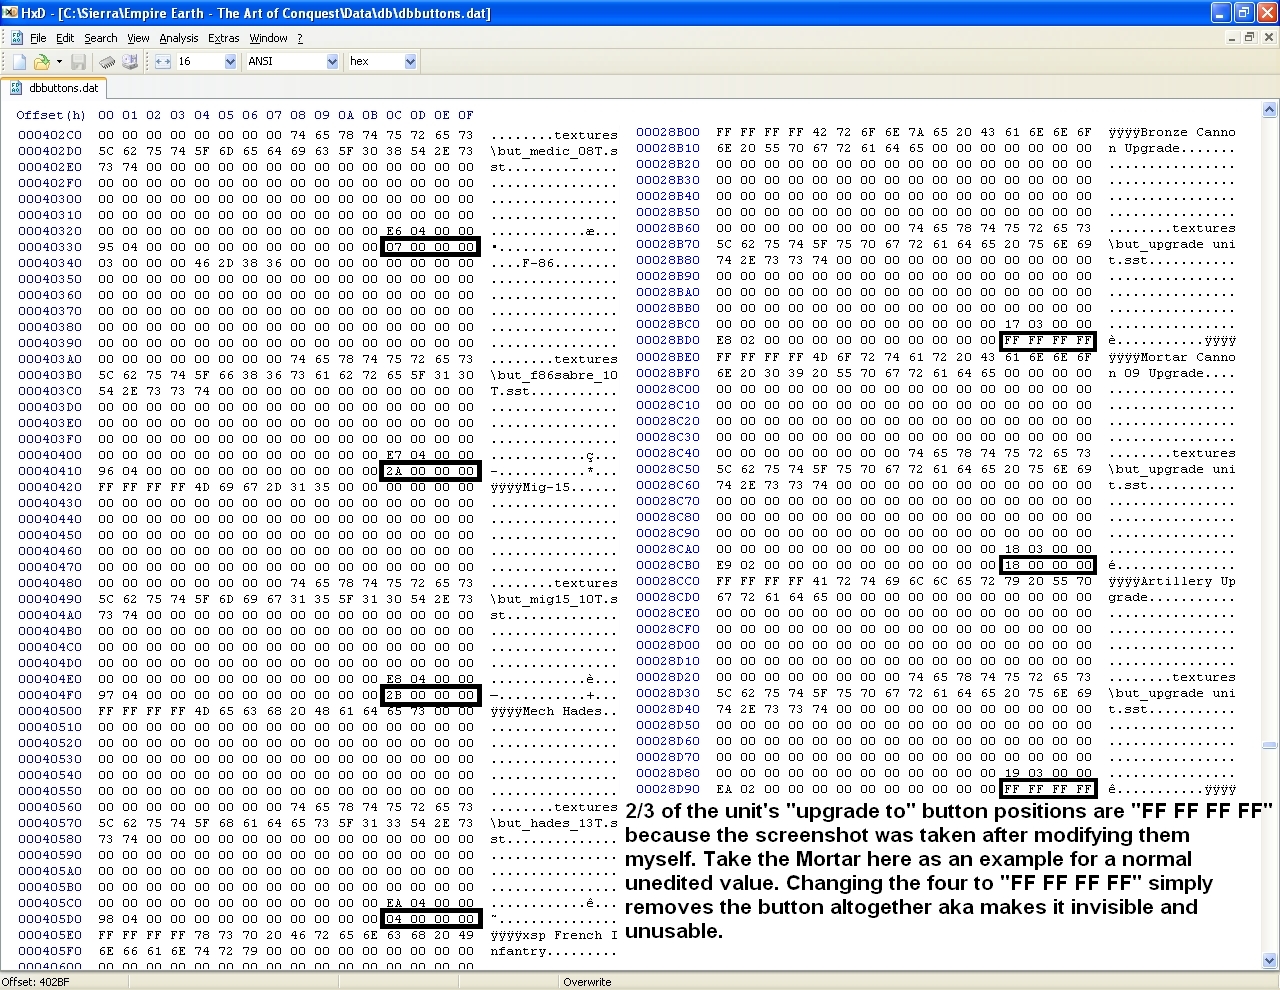 HxD - [C:\Sierra\Empire Earth - The Art of Conquest\Data\db\dbbuttons.dat]
File Edit Search View Analysis Extras Window ?
16 ANSI hex
dbbuttons.dat
Offset(h) 00 01 02 03 04 05 06 07 08 09 0A 0B 0C 0D 0E 0F
000402C0 00 00 00 00 00 00 00 00 74 65 78 74 75 72 65 73 ........textures
000402D0 5C 62 75 74 5F 6D 65 64 69 63 5F 30 38 54 2E 73 \but_medic_08T.s
000402E0 73 74 00 00 00 00 00 00 00 00 00 00 00 00 00 00 st..............
000402F0 00 00 00 00 00 00 00 00 00 00 00 00 00 00 00 00 ................
00040300 00 00 00 00 00 00 00 00 00 00 00 00 00 00 00 00 ................
00040310 00 00 00 00 00 00 00 00 00 00 00 00 00 00 00 00 ................
00040320 00 00 00 00 00 00 00 00 00 00 00 00 E6 04 00 00 ............æ...
00040330 95 04 00 00 00 00 00 00 00 00 00 00 07 00 00 00 •...............
00040340 03 00 00 00 46 2D 38 36 00 00 00 00 00 00 00 00 ....F-86........
00040350 00 00 00 00 00 00 00 00 00 00 00 00 00 00 00 00 ................
00040360 00 00 00 00 00 00 00 00 00 00 00 00 00 00 00 00 ................
00040370 00 00 00 00 00 00 00 00 00 00 00 00 00 00 00 00 ................
00040380 00 00 00 00 00 00 00 00 00 00 00 00 00 00 00 00 ................
00040390 00 00 00 00 00 00 00 00 00 00 00 00 00 00 00 00 ................
000403A0 00 00 00 00 00 00 00 00 74 65 78 74 75 72 65 73 ........textures
000403B0 5C 62 75 74 5F 66 38 36 73 61 62 72 65 5F 31 30 \but_f86sabre_10
000403C0 54 2E 73 73 74 00 00 00 00 00 00 00 00 00 00 00 T.sst...........
000403D0 00 00 00 00 00 00 00 00 00 00 00 00 00 00 00 00 ................
000403E0 00 00 00 00 00 00 00 00 00 00 00 00 00 00 00 00 ................
000403F0 00 00 00 00 00 00 00 00 00 00 00 00 00 00 00 00 ................
00040400 00 00 00 00 00 00 00 00 00 00 00 00 E7 04 00 00 ............ç...
00040410 96 04 00 00 00 00 00 00 00 00 00 00 2A 00 00 00 –...........*...
00040420 FF FF FF FF 4D 69 67 2D 31 35 00 00 00 00 00 00 ÿÿÿÿMig-15......
00040430 00 00 00 00 00 00 00 00 00 00 00 00 00 00 00 00 ................
00040440 00 00 00 00 00 00 00 00 00 00 00 00 00 00 00 00 ................
00040450 00 00 00 00 00 00 00 00 00 00 00 00 00 00 00 00 ................
00040460 00 00 00 00 00 00 00 00 00 00 00 00 00 00 00 00 ................
00040470 00 00 00 00 00 00 00 00 00 00 00 00 00 00 00 00 ................
00040480 00 00 00 00 00 00 00 00 74 65 78 74 75 72 65 73 ........textures
00040490 5C 62 75 74 5F 6D 69 67 31 35 5F 31 30 54 2E 73 \but_mig15_10T.s
000404A0 73 74 00 00 00 00 00 00 00 00 00 00 00 00 00 00 st..............
000404B0 00 00 00 00 00 00 00 00 00 00 00 00 00 00 00 00 ................
000404C0 00 00 00 00 00 00 00 00 00 00 00 00 00 00 00 00 ................
000404D0 00 00 00 00 00 00 00 00 00 00 00 00 00 00 00 00 ................
000404E0 00 00 00 00 00 00 00 00 00 00 00 00 E8 04 00 00 ............è...
000404F0 97 04 00 00 00 00 00 00 00 00 00 00 2B 00 00 00 —...........+...
00040500 FF FF FF FF 4D 65 63 68 20 48 61 64 65 73 00 00 ÿÿÿÿMech Hades..
00040510 00 00 00 00 00 00 00 00 00 00 00 00 00 00 00 00 ................
00040520 00 00 00 00 00 00 00 00 00 00 00 00 00 00 00 00 ................
00040530 00 00 00 00 00 00 00 00 00 00 00 00 00 00 00 00 ................
00040540 00 00 00 00 00 00 00 00 00 00 00 00 00 00 00 00 ................
00040550 00 00 00 00 00 00 00 00 00 00 00 00 00 00 00 00 ................
00040560 00 00 00 00 00 00 00 00 74 65 78 74 75 72 65 73 ........textures
00040570 5C 62 75 74 5F 68 61 64 65 73 5F 31 33 54 2E 73 \but_hades_13T.s
00040580 73 74 00 00 00 00 00 00 00 00 00 00 00 00 00 00 st..............
00040590 00 00 00 00 00 00 00 00 00 00 00 00 00 00 00 00 ................
000405A0 00 00 00 00 00 00 00 00 00 00 00 00 00 00 00 00 ................
000405B0 00 00 00 00 00 00 00 00 00 00 00 00 00 00 00 00 ................
000405C0 00 00 00 00 00 00 00 00 00 00 00 00 EA 04 00 00 ............ê...
000405D0 98 04 00 00 00 00 00 00 00 00 00 00 04 00 00 00 ˜...............
000405E0 FF FF FF FF 78 73 70 20 46 72 65 6E 63 68 20 49 ÿÿÿÿxsp French I
000405F0 6E 66 61 6E 74 72 79 00 00 00 00 00 00 00 00 00 nfantry.........
00040600 00 00 00 00 00 00 00 00 00 00 00 00 00 00 00 00 ................
00028B00 FF FF FF FF 42 72 6F 6E 7A 65 20 43 61 6E 6E 6F ÿÿÿÿBronze Canno
00028B10 6E 20 55 70 67 72 61 64 65 00 00 00 00 00 00 00 n Upgrade.......
00028B20 00 00 00 00 00 00 00 00 00 00 00 00 00 00 00 00 ................
00028B30 00 00 00 00 00 00 00 00 00 00 00 00 00 00 00 00 ................
00028B40 00 00 00 00 00 00 00 00 00 00 00 00 00 00 00 00 ................
00028B50 00 00 00 00 00 00 00 00 00 00 00 00 00 00 00 00 ................
00028B60 00 00 00 00 00 00 00 00 74 65 78 74 75 72 65 73 ........textures
00028B70 5C 62 75 74 5F 75 70 67 72 61 64 65 20 75 6E 69 \but_upgrade uni
00028B80 74 2E 73 73 74 00 00 00 00 00 00 00 00 00 00 00 t.sst...........
00028B90 00 00 00 00 00 00 00 00 00 00 00 00 00 00 00 00 ................
00028BA0 00 00 00 00 00 00 00 00 00 00 00 00 00 00 00 00 ................
00028BB0 00 00 00 00 00 00 00 00 00 00 00 00 00 00 00 00 ................
00028BC0 00 00 00 00 00 00 00 00 00 00 00 00 17 03 00 00 ................
00028BD0 E8 02 00 00 00 00 00 00 00 00 00 00 FF FF FF FF è...........ÿÿÿÿ
00028BE0 FF FF FF FF 4D 6F 72 74 61 72 20 43 61 6E 6E 6F ÿÿÿÿMortar Canno
00028BF0 6E 20 30 39 20 55 70 67 72 61 64 65 00 00 00 00 n 09 Upgrade....
00028C00 00 00 00 00 00 00 00 00 00 00 00 00 00 00 00 00 ................
00028C10 00 00 00 00 00 00 00 00 00 00 00 00 00 00 00 00 ................
00028C20 00 00 00 00 00 00 00 00 00 00 00 00 00 00 00 00 ................
00028C30 00 00 00 00 00 00 00 00 00 00 00 00 00 00 00 00 ................
00028C40 00 00 00 00 00 00 00 00 74 65 78 74 75 72 65 73 ........textures
00028C50 5C 62 75 74 5F 75 70 67 72 61 64 65 20 75 6E 69 \but_upgrade uni
00028C60 74 2E 73 73 74 00 00 00 00 00 00 00 00 00 00 00 t.sst...........
00028C70 00 00 00 00 00 00 00 00 00 00 00 00 00 00 00 00 ................
00028C80 00 00 00 00 00 00 00 00 00 00 00 00 00 00 00 00 ................
00028C90 00 00 00 00 00 00 00 00 00 00 00 00 00 00 00 00 ................
00028CA0 00 00 00 00 00 00 00 00 00 00 00 00 18 03 00 00 ................
00028CB0 E9 02 00 00 00 00 00 00 00 00 00 00 18 00 00 00 é...............
00028CC0 FF FF FF FF 41 72 74 69 6C 6C 65 72 79 20 55 70 ÿÿÿÿArtillery Up
00028CD0 67 72 61 64 65 00 00 00 00 00 00 00 00 00 00 00 grade...........
00028CE0 00 00 00 00 00 00 00 00 00 00 00 00 00 00 00 00 ................
00028CF0 00 00 00 00 00 00 00 00 00 00 00 00 00 00 00 00 ................
00028D00 00 00 00 00 00 00 00 00 00 00 00 00 00 00 00 00 ................
00028D10 00 00 00 00 00 00 00 00 00 00 00 00 00 00 00 00 ................
00028D20 00 00 00 00 00 00 00 00 74 65 78 74 75 72 65 73 ........textures
00028D30 5C 62 75 74 5F 75 70 67 72 61 64 65 20 75 6E 69 \but_upgrade uni
00028D40 74 2E 73 73 74 00 00 00 00 00 00 00 00 00 00 00 t.sst...........
00028D50 00 00 00 00 00 00 00 00 00 00 00 00 00 00 00 00 ................
00028D60 00 00 00 00 00 00 00 00 00 00 00 00 00 00 00 00 ................
00028D70 00 00 00 00 00 00 00 00 00 00 00 00 00 00 00 00 ................
00028D80 00 00 00 00 00 00 00 00 00 00 00 00 19 03 00 00 ................
00028D90 EA 02 00 00 00 00 00 00 00 00 00 00 FF FF FF FF ê...........ÿÿÿÿ
2/3 of the unit's "upgrade to" button positions are "FF FF FF FF"
because the screenshot was taken after modifying them
myself. Take the Mortar here as an example for a normal
unedited value. Changing the four to "FF FF FF FF" simply
removes the button altogether aka makes it invisible and
unusable.
Offset: 402BF Overwrite